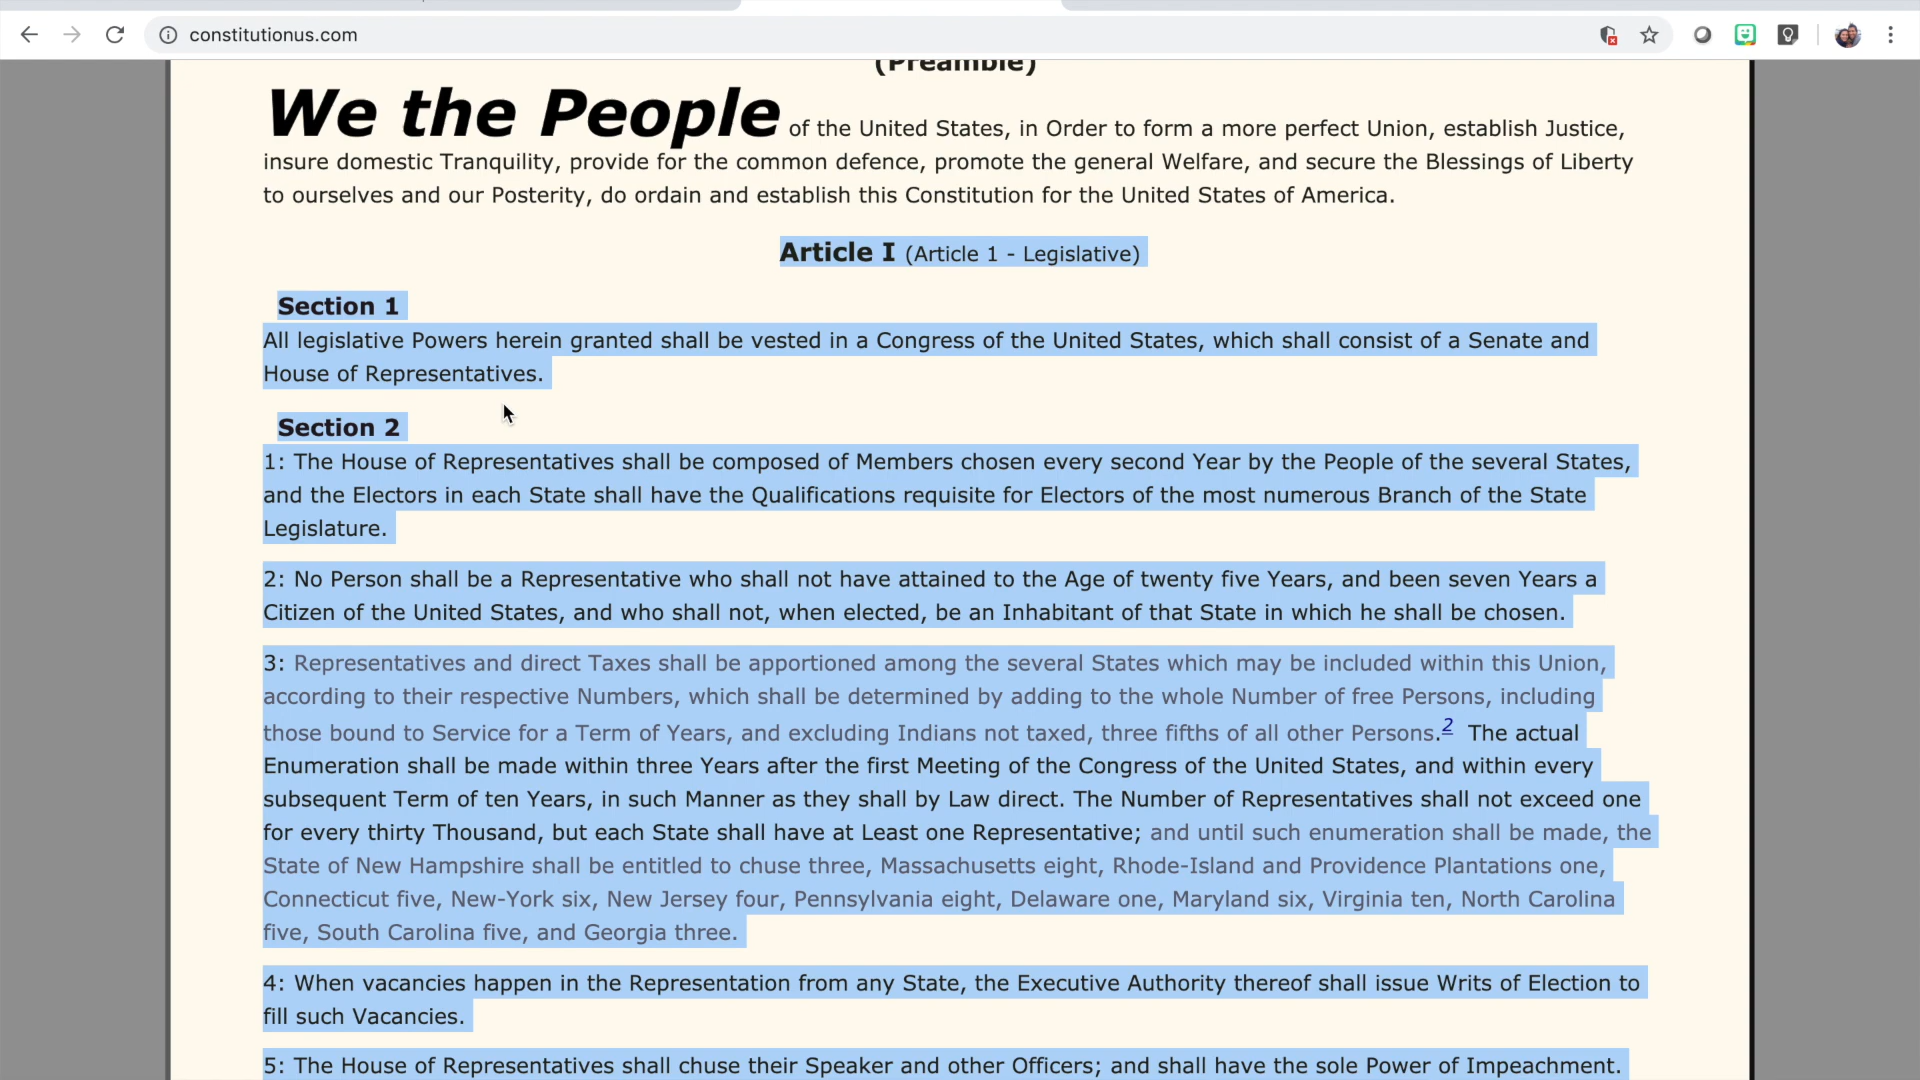 constitutionus.com
(Preamble)
We the People of the United States, in Order to form a more perfect Union, establish Justice,
insure domestic Tranquility, provide for the common defence, promote the general Welfare, and secure the Blessings of Liberty
to ourselves and our Posterity, do ordain and establish this Constitution for the United States of America.
Article I (Article 1 - Legislative)
Section 1
All legislative Powers herein granted shall be vested in a Congress of the United States, which shall consist of a Senate and
House of Representatives.
Section 2
1: The House of Representatives shall be composed of Members chosen every second Year by the People of the several States,
and the Electors in each State shall have the Qualifications requisite for Electors of the most numerous Branch of the State
Legislature.
2: No Person shall be a Representative who shall not have attained to the Age of twenty five Years, and been seven Years a
Citizen of the United States, and who shall not, when elected, be an Inhabitant of that State in which he shall be chosen.
3: Representatives and direct Taxes shall be apportioned among the several States which may be included within this Union,
according to their respective Numbers, which shall be determined by adding to the whole Number of free Persons, including
those bound to Service for a Term of Years, and excluding Indians not taxed, three fifths of all other Persons.2 The actual
Enumeration shall be made within three Years after the first Meeting of the Congress of the United States, and within every
subsequent Term of ten Years, in such Manner as they shall by Law direct. The Number of Representatives shall not exceed one
for every thirty Thousand, but each State shall have at Least one Representative; and until such enumeration shall be made, the
State of New Hampshire shall be entitled to chuse three, Massachusetts eight, Rhode-Island and Providence Plantations one,
Connecticut five, New-York six, New Jersey four, Pennsylvania eight, Delaware one, Maryland six, Virginia ten, North Carolina
five, South Carolina five, and Georgia three.
4: When vacancies happen in the Representation from any State, the Executive Authority thereof shall issue Writs of Election to
fill such Vacancies.
5: The House of Representatives shall chuse their Speaker and other Officers; and shall have the sole Power of Impeachment.